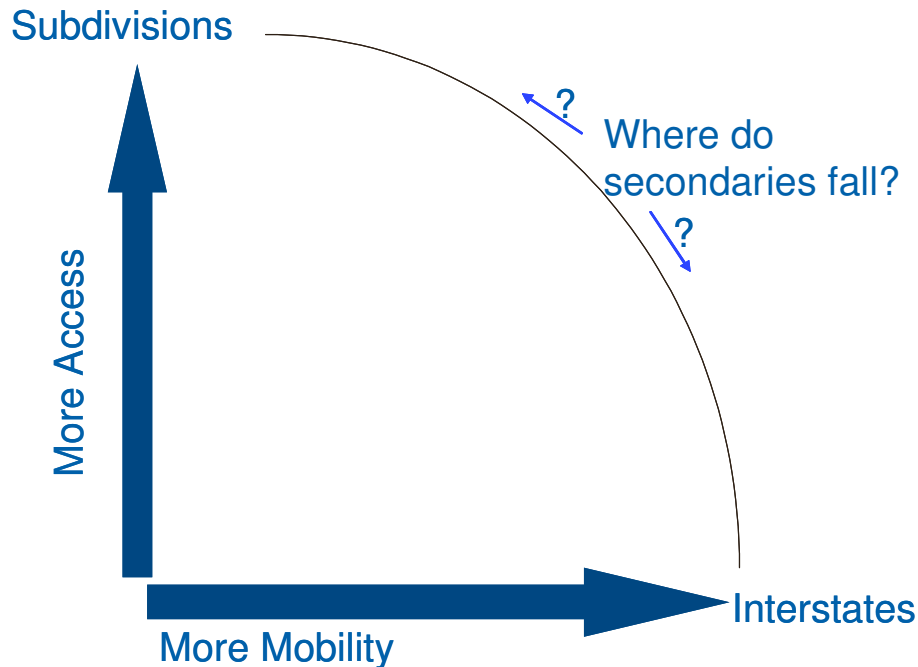 Subdivisions
?
Where do
secondaries fall?
?
More Access
Interstates
More Mobility